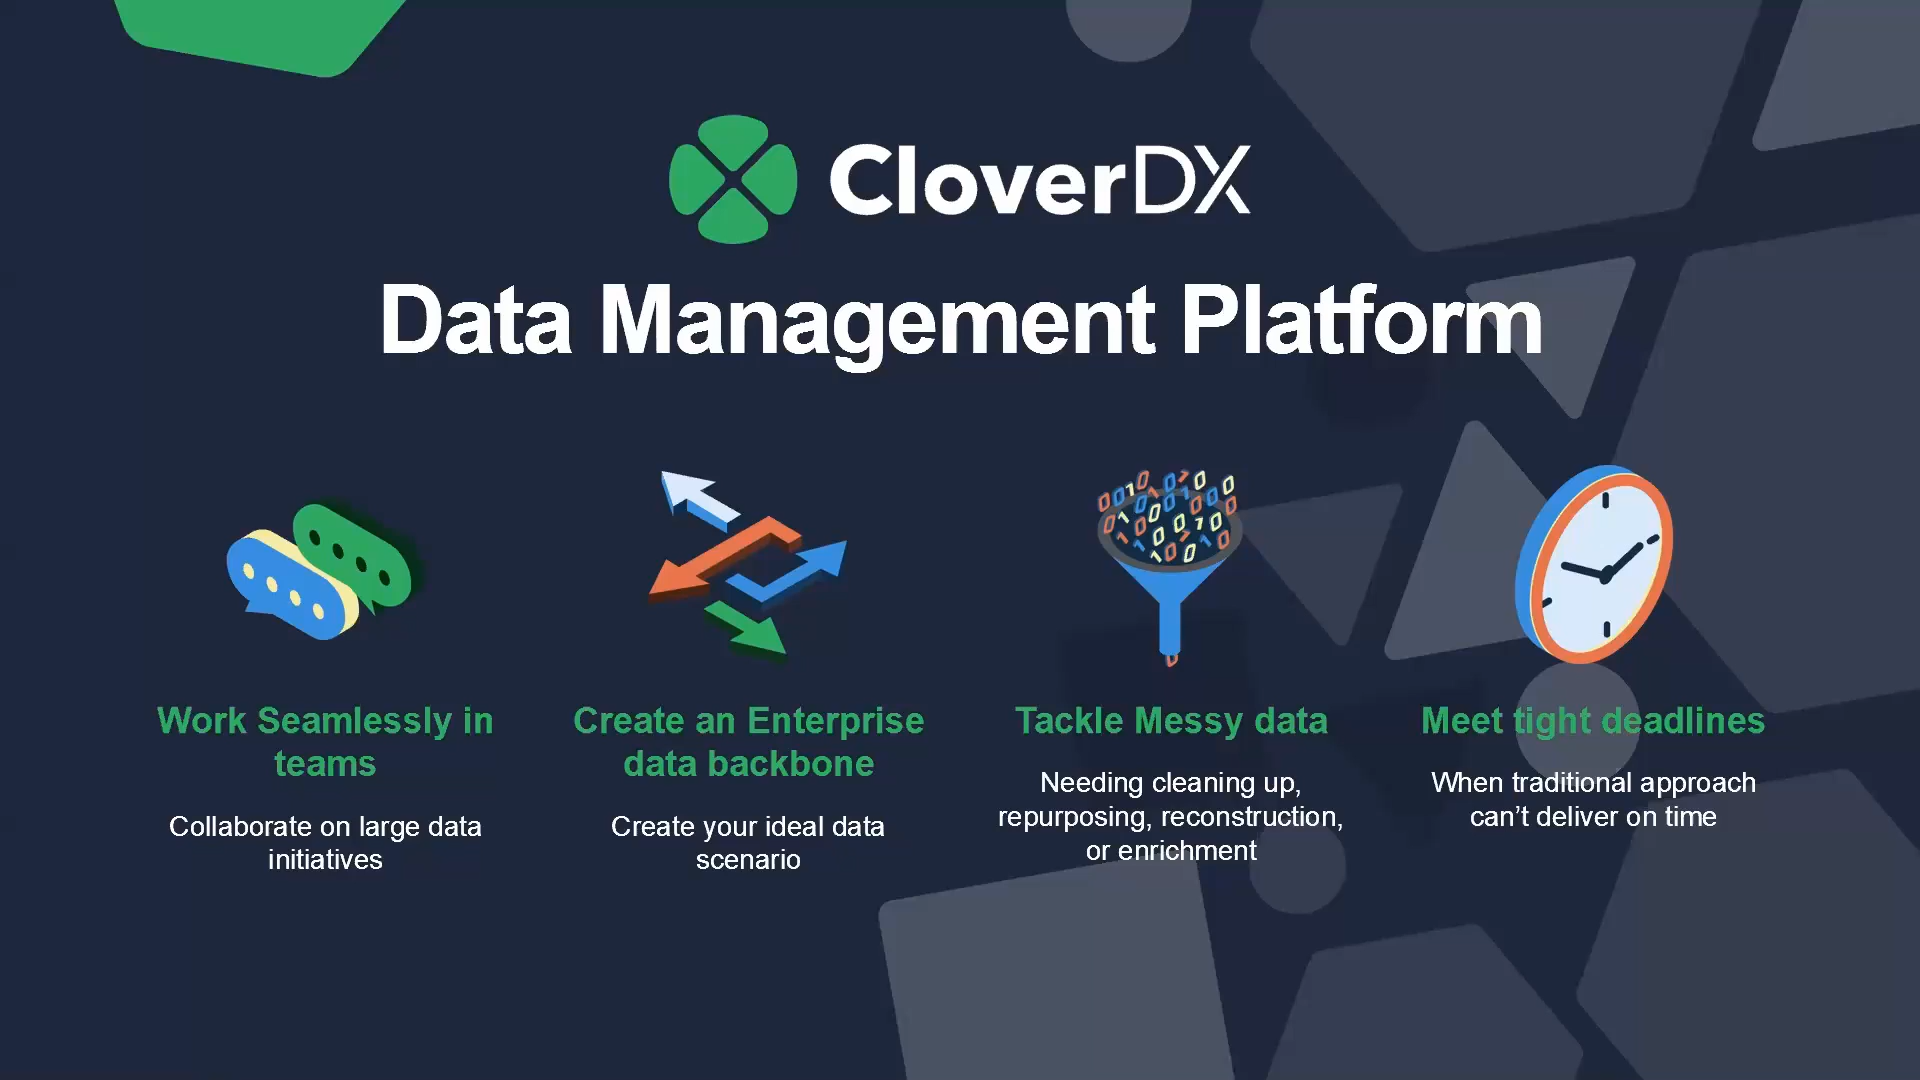 CloverDX
Data Management Platform
Work Seamlessly in
teams
Collaborate on large data
initiatives
Create an Enterprise
data backbone
Create your ideal data
scenario
Tackle Messy data
Needing cleaning up,
repurposing, reconstruction,
or enrichment
Meet tight deadlines
When traditional approach
can’t deliver on time